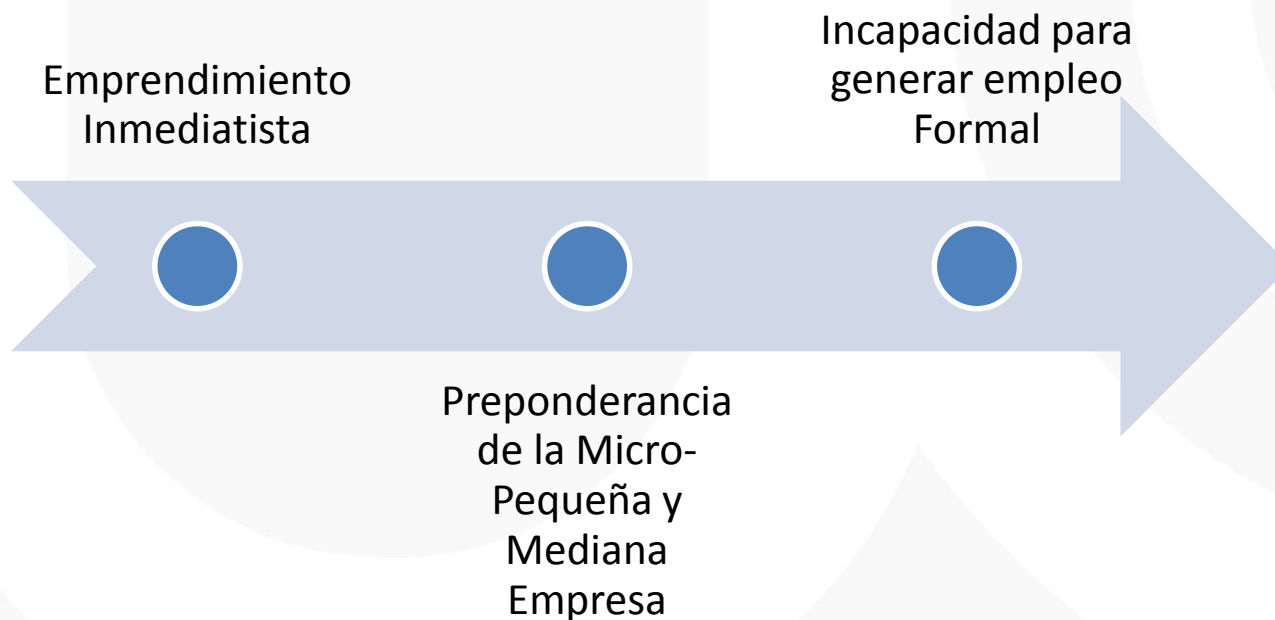 Emprendimiento
Inmediatista
Preponderancia
de la Micro-
Pequeña y
Mediana
Empresa
Incapacidad para
generar empleo
Formal